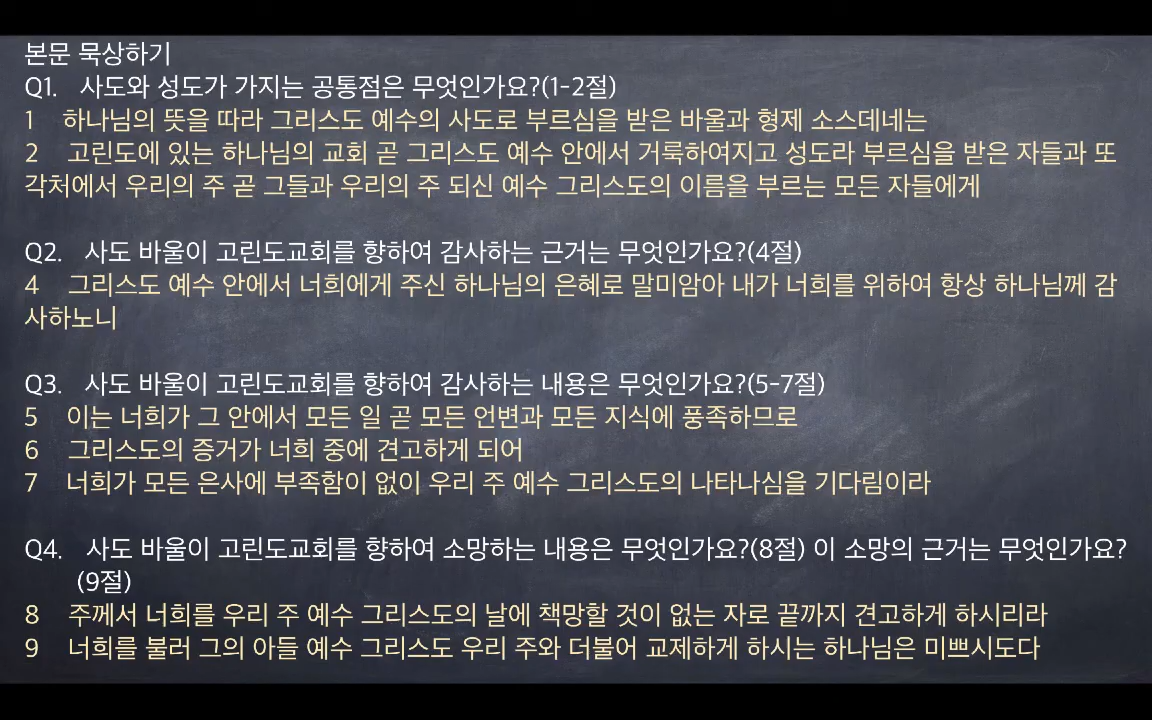 본문 묵상하기
Q1. 사도와 성도가 가지는 공통점은 무엇인가요?(1-2절)
1 하나님의 뜻을 따라 그리스도 예수의 사도로 부르심을 받은 바울과 형제 소스데네는
2 고린도에 있는 하나님의 교회 곧 그리스도 예수 안에서 거룩하여지고 성도라 부르심을 받은 자들과 또
각처에서 우리의 주 곧 그들과 우리의 주 되신 예수 그리스도의 이름을 부르는 모든 자들에게
Q2. 사도 바울이 고린도교회를 향하여 감사하는 근거는 무엇인가요?(4절)
4 그리스도 예수 안에서 너희에게 주신 하나님의 은혜로 말미암아 내가 너희를 위하여 항상 하나님께 감
사하노니
Q3. 사도 바울이 고린도교회를 향하여 감사하는 내용은 무엇인가요?(5-7절)
5 이는 너희가 그 안에서 모든 일 곧 모든 언변과 모든 지식에 풍족하므로
6 그리스도의 증거가 너희 중에 견고하게 되어
7 너희가 모든 은사에 부족함이 없이 우리 주 예수 그리스도의 나타나심을 기다림이라
Q4. 사도 바울이 고린도교회를 향하여 소망하는 내용은 무엇인가요?(8절) 이 소망의 근거는 무엇인가요?
(9절)
8 주께서 너희를 우리 주 예수 그리스도의 날에 책망할 것이 없는 자로 끝까지 견고하게 하시리라
9 너희를 불러 그의 아들 예수 그리스도 우리 주와 더불어 교제하게 하시는 하나님은 미쁘시도다